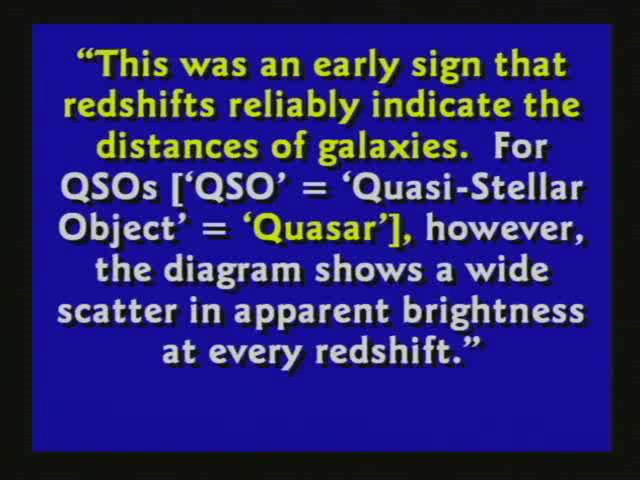 “This was an early sign that
redshifts reliably indicate the
distances of galaxies. For
QSOs [‘QSO’ = ‘Quasi-Stellar
Object’ = ‘Quasar’], however,
the diagram shows a wide
scatter in apparent brightness
at every redshift.”